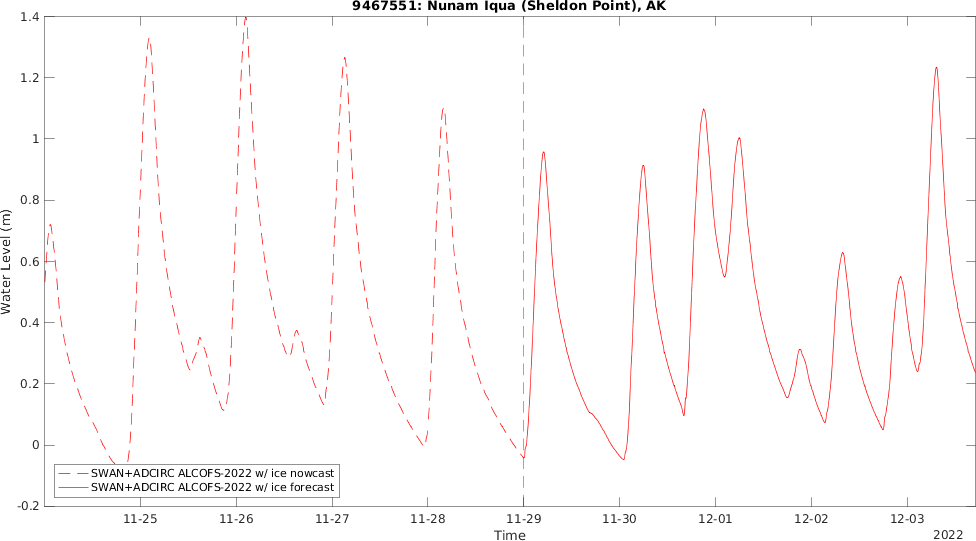 9467551: Nunam Iqua (Sheldon Point), AK
1.4
1.2
1
0.8
0.6
0.4
0.2
0
-0.2
Water Level (m)
SWAN+ADCIRC ALCOFS-2022 w/ ice nowcast
SWAN+ADCIRC ALCOFS-2022 w/ ice forecast
11-25 11-26 11-27 11-28 11-29 11-30 12-01 12-02 12-03
Time
2022